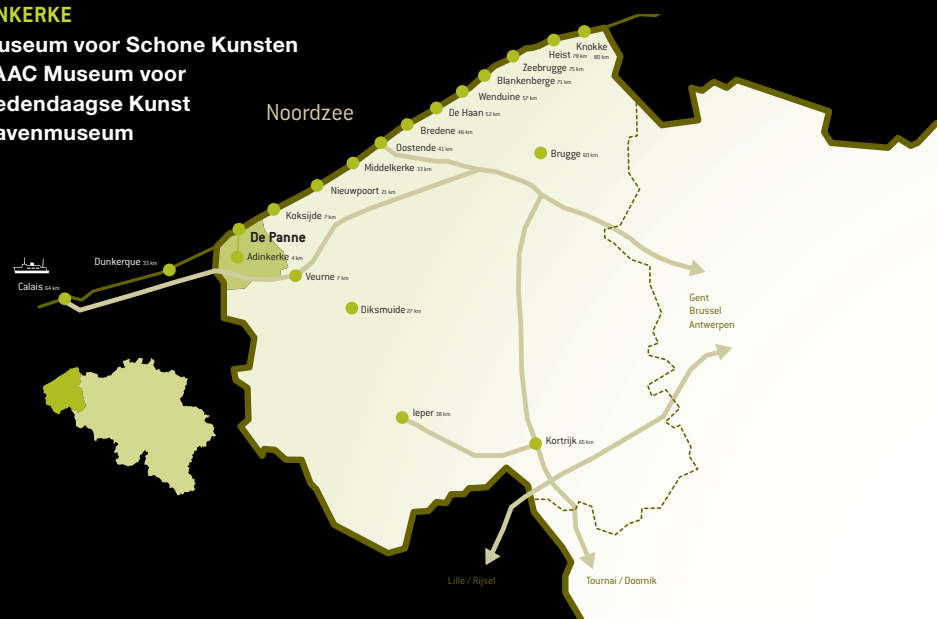 NKERKE
useum voor Schone Kunsten
AAC Museum voor
edendaagse Kunst
avenmuseum
Noordzee
Knokke 80 km
Heist 78 km
Zeebrugge 75 km
Blankenberge 71 km
Wenduine 57 km
De Haan 52 km
Bredene 46 km
Oostende 41 km
Brugge 60 km
Middelkerke 33 km
Nieuwpoort 21 km
Koksijde 7 km
De Panne
Adinkerke 4 km
Dunkerque 33 km
Veurne 7 km
Calais 64 km
Diksmuide 27 km
Gent
Brussel
Antwerpen
Ieper 38 km
Kortrijk 65 km
Lille / Rijsel
Tournai / Doornik